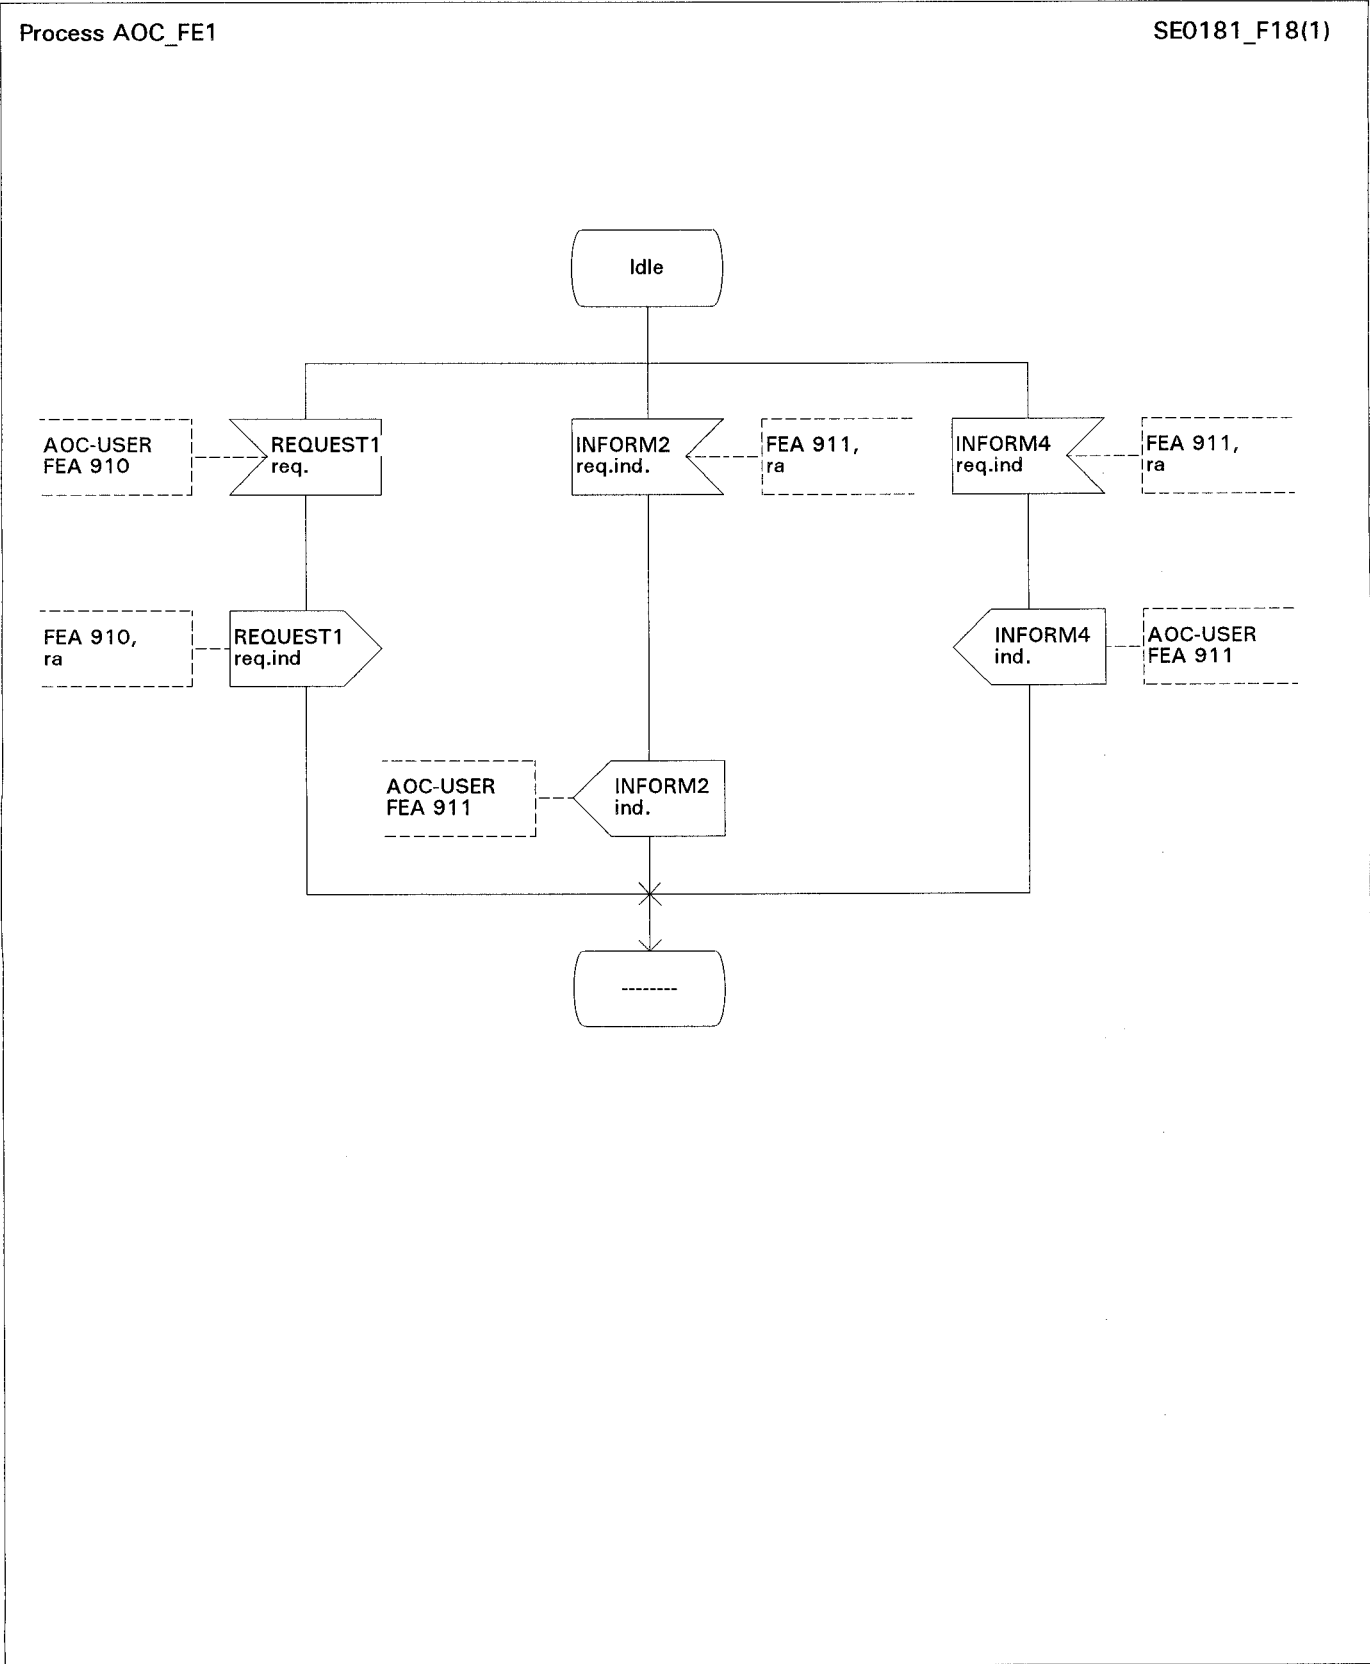 Process AOC_FE1
SE0181_F18(1)
Idle
AOC-USER
FEA 910
REQUEST1
req.
INFORM2
req.ind.
FEA 911,
ra
INFORM4
req.ind
FEA 911,
ra
FEA 910,
ra
REQUEST1
req.ind
INFORM4
ind.
AOC-USER
FEA 911
AOC-USER
FEA 911
INFORM2
ind.
--------